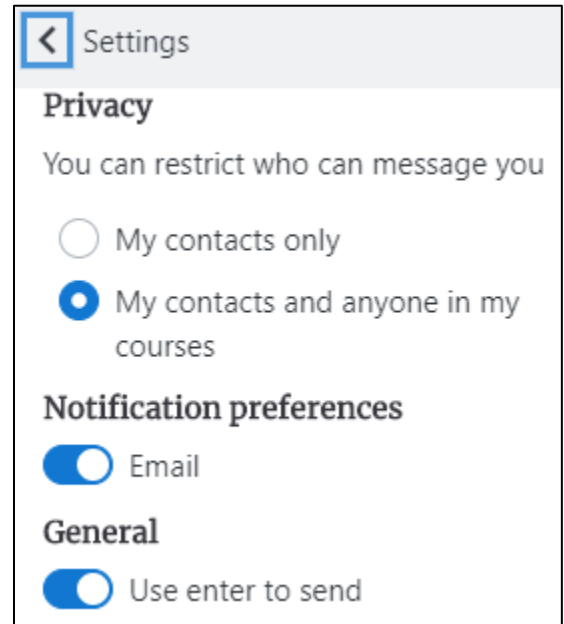 Settings
Privacy
You can restrict who can message you
My contacts only
My contacts and anyone in my
courses
Notification preferences
Email
General
Use enter to send